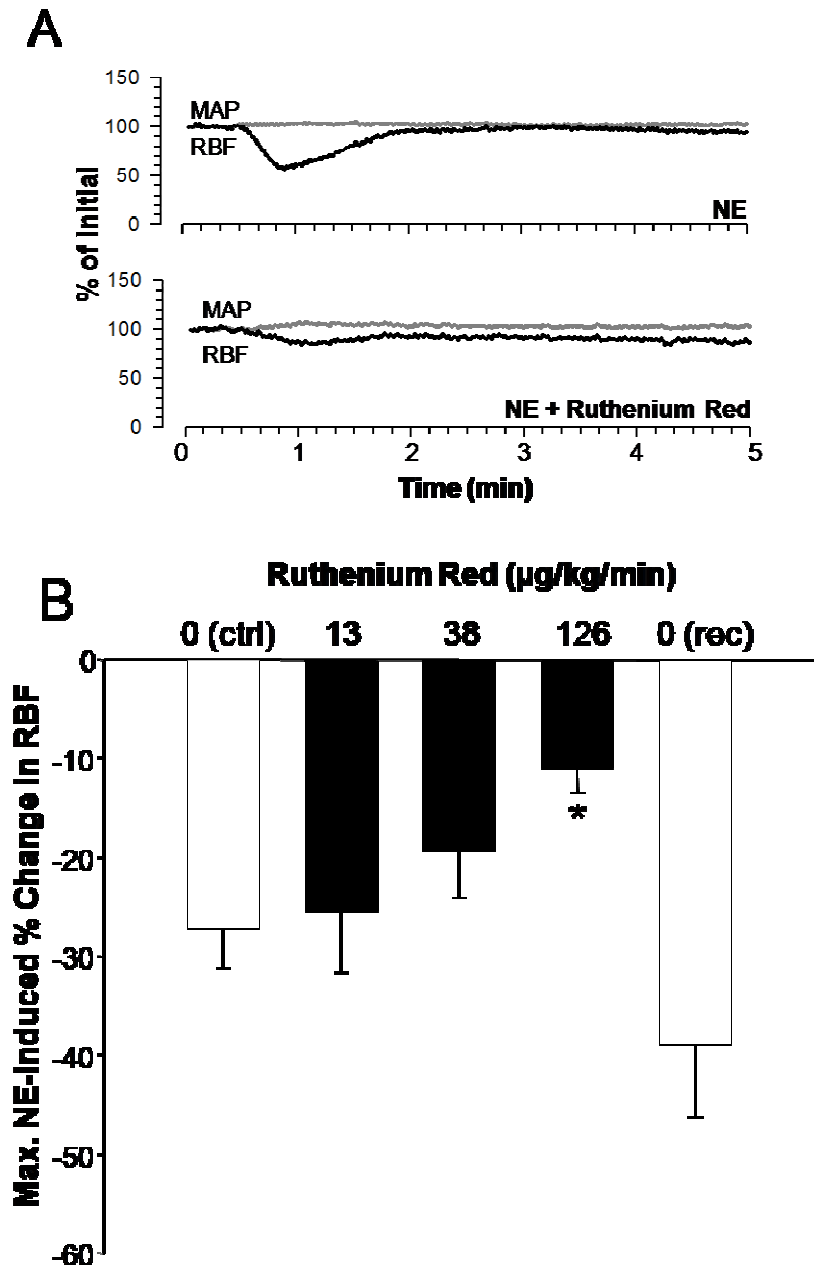 A
150
100
50
0
MAP
RBF
NE
% of Initial
150
100
50
0
MAP
RBF
NE + Ruthenium Red
0 1 2 3 4 5
Time (min)
B
Ruthenium Red (µg/kg/min)
0 (ctrl) 13 38 126 0 (rec)
0
-10
-20
-30
-40
-50
-60
*
Max. NE-Induced % Change in RBF